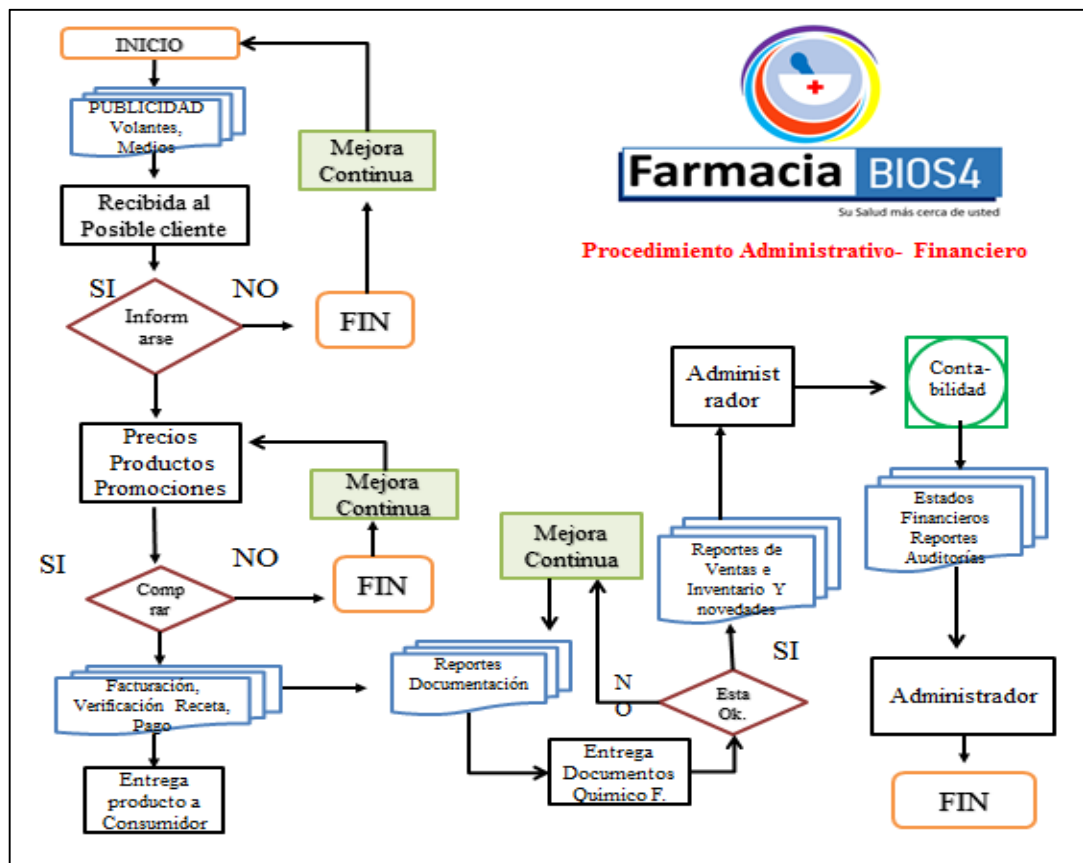 INICIO
PUBLICIDAD
Volantes,
Medios
Recibida al
Posible cliente
SI
NO
Inform
arse
FIN
Mejora
Continua
Precios
Productos
Promociones
SI
NO
Comp
rar
FIN
Mejora
Continua
Facturación,
Verificación Receta,
Pago
Entrega
producto a
Consumidor
Farmacia BIOS4
Su Salud más cerca de usted
Procedimiento Administrativo- Financiero
Mejora
Continua
Reportes
Documentación
Entrega
Documentos
Químico F.
N
O
Esta
Ok.
SI
Reportes de
Ventas e
Inventario Y
novedades
Administ
rador
Conta-
bilidad
Estados
Financieros
Reportes
Auditorías
Administrador
FIN